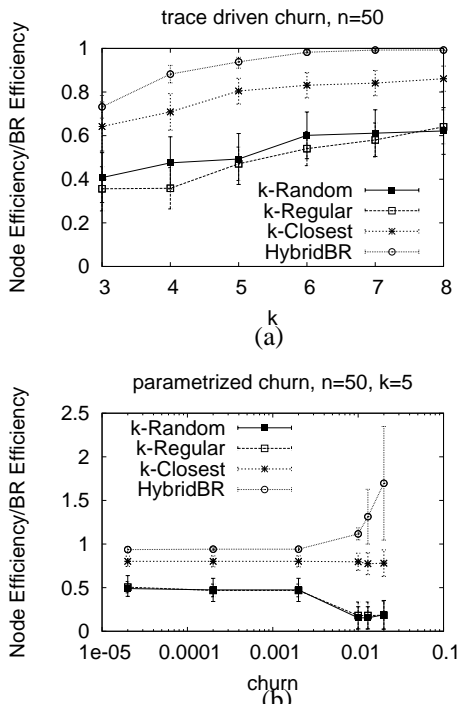 trace driven churn, n=50
Node Efficiency/BR Efficiency
1
0.8
0.6
0.4
0.2
0
k-Random
k-Regular
k-Closest
HybridBR
3 4 5 6 7 8
k
(a)
parametrized churn, n=50, k=5
Node Efficiency/BR Efficiency
2.5
2
1.5
1
0.5
0
k-Random
k-Regular
k-Closest
HybridBR
1e-05 0.0001 0.001 0.01 0.1
churn
(b)